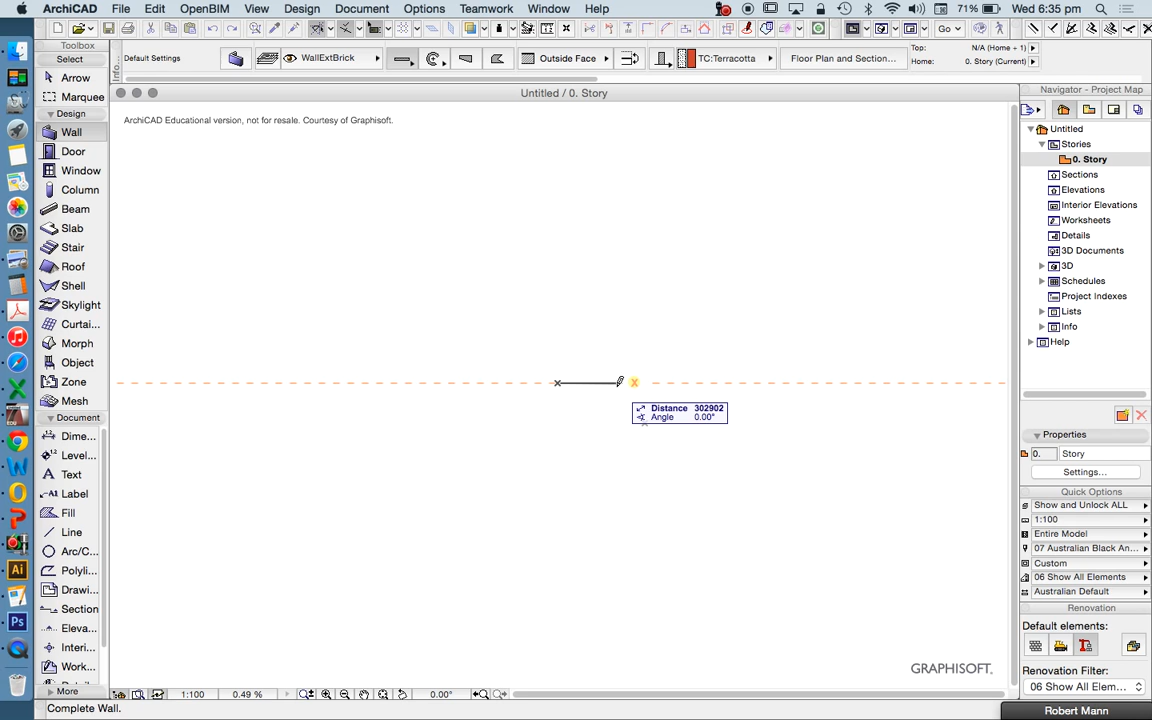 ArchiCAD File Edit View Design Document Options Teamwork Window Help 71% Wed 6:35 pm
Go
Toolbox
Select
Arrow
Marquee
Design
Wall
Door
Window
Column
Beam
Slab
Stair
Roof
Shell
Skylight
Curtai...
Morph
Object
Zone
Mesh
Document
Dime...
Level...
Text
A1 Label
Fill
Line
Arc/C...
Polyli...
Drawi...
Section
Eleva...
Interi...
Work...
More
Info...
Default Settings
WallExtBrick
Outside Face
TC:Terracotta
Floor Plan and Section...
Top: N/A (Home + 1)
Home: 0. Story (Current)
Untitled / 0. Story
ArchiCAD Educational version, not for resale. Courtesy of Graphisoft.
Distance 302902
Angle 0.00°
GRAPHISOFT.
1:100 0.49 % 0.00°
Complete Wall.
Navigator - Project Map
Untitled
Stories
0. Story
Sections
Elevations
Interior Elevations
Worksheets
Details
3D Documents
3D
Schedules
Project Indexes
Lists
Info
Help
Properties
0. Story
Settings...
Quick Options
Show and Unlock ALL
1:100
Entire Model
07 Australian Black An...
Custom
06 Show All Elements
Australian Default
Renovation
Default elements:
Renovation Filter:
06 Show All Elem...
Robert Mann
Ai
Ps